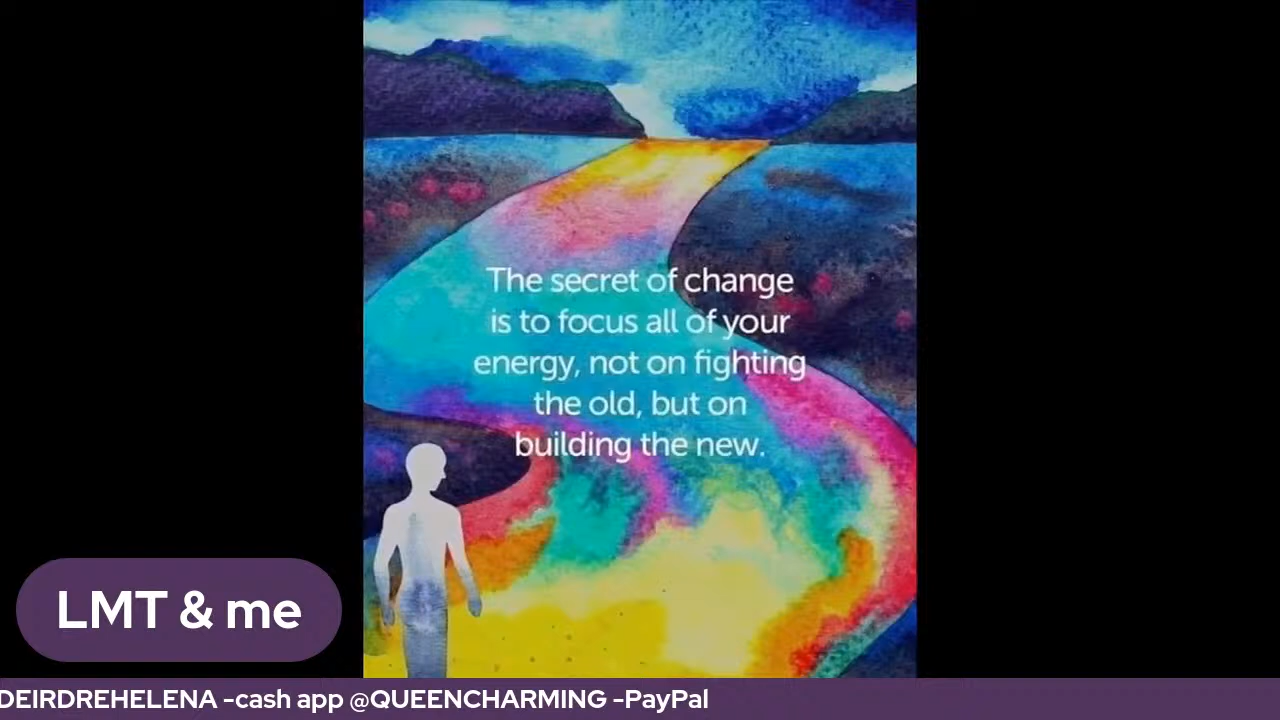 The secret of change
is to focus all of your
energy, not on fighting
the old, but on
building the new.
LMT & me
DEIRDREHELENA -cash app @QUEENCHARMING -PayPal